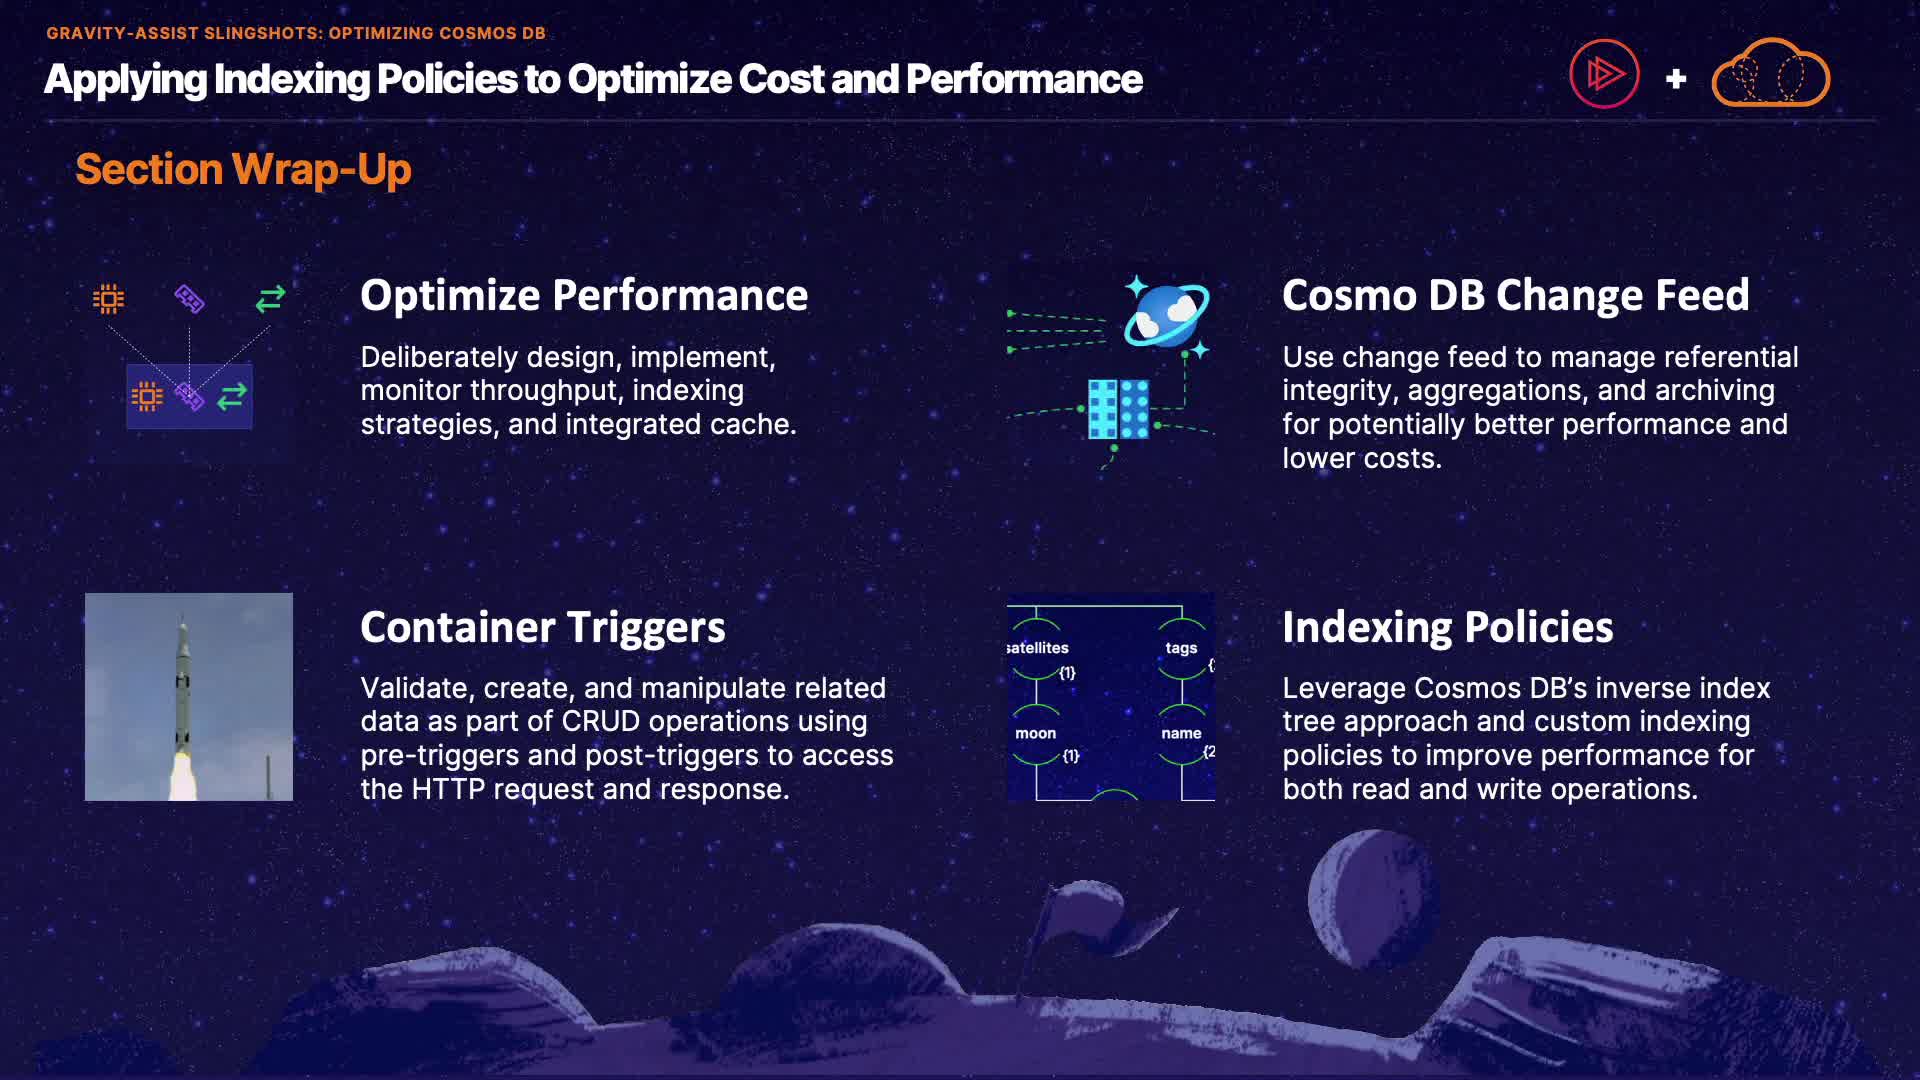 GRAVITY-ASSIST SLINGSHOTS: OPTIMIZING COSMOS DB
Applying Indexing Policies to Optimize Cost and Performance
+
Section Wrap-Up
Optimize Performance
Deliberately design, implement,
monitor throughput, indexing
strategies, and integrated cache.
Cosmo DB Change Feed
Use change feed to manage referential
integrity, aggregations, and archiving
for potentially better performance and
lower costs.
Container Triggers
Validate, create, and manipulate related
data as part of CRUD operations using
pre-triggers and post-triggers to access
the HTTP request and response.
satellites
{1}
tags
moon
{1}
name
{2
Indexing Policies
Leverage Cosmos DB’s inverse index
tree approach and custom indexing
policies to improve performance for
both read and write operations.